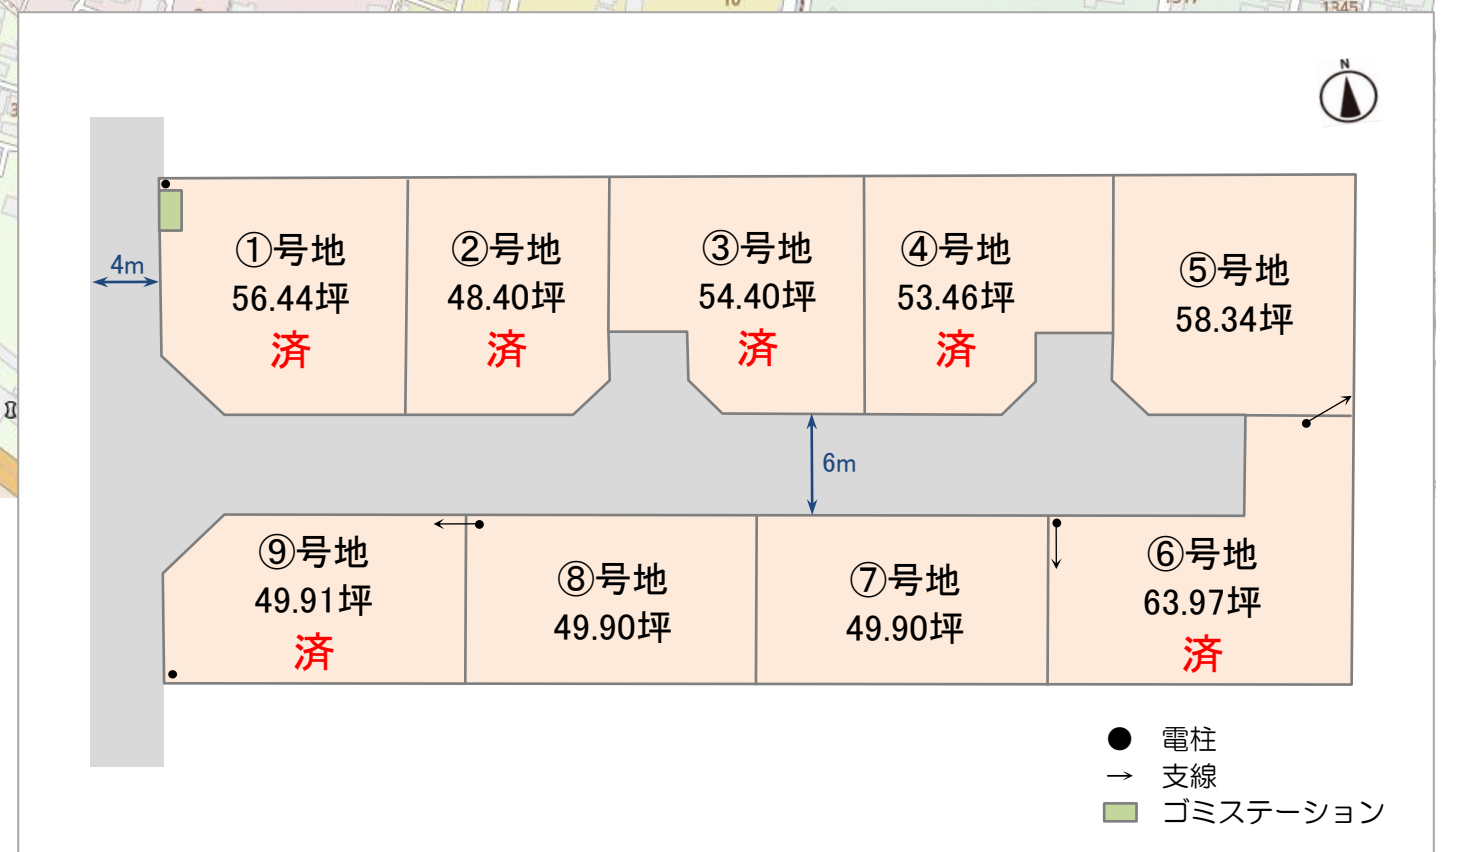 1345
N
①号地
56.44坪
済
②号地
48.40坪
済
③号地
54.40坪
済
④号地
53.46坪
済
⑤号地
58.34坪
4m
6m
⑨号地
49.91坪
済
⑧号地
49.90坪
⑦号地
49.90坪
⑥号地
63.97坪
済
● 電柱
→ 支線
ゴミステーション